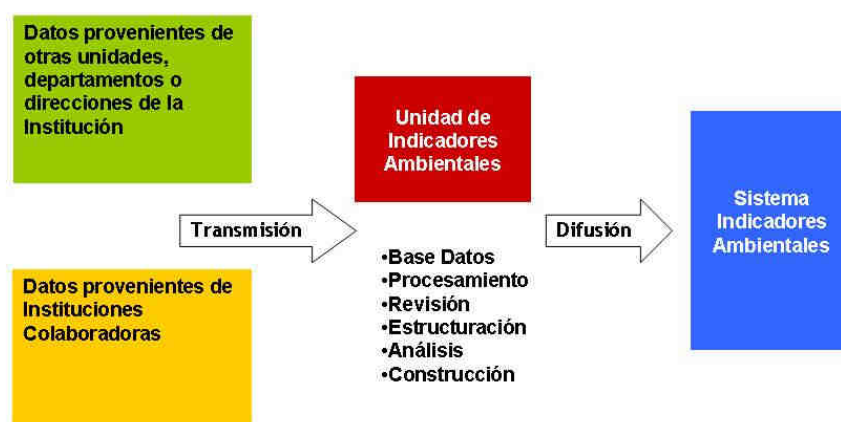 Datos provenientes de
otras unidades,
departamentos o
direcciones de la
Institución
Datos provenientes de
Instituciones
Colaboradoras
Transmisión
Unidad de
Indicadores
Ambientales
•Base Datos
•Procesamiento
•Revisión
•Estructuración
•Análisis
•Construcción
Difusión
Sistema
Indicadores
Ambientales